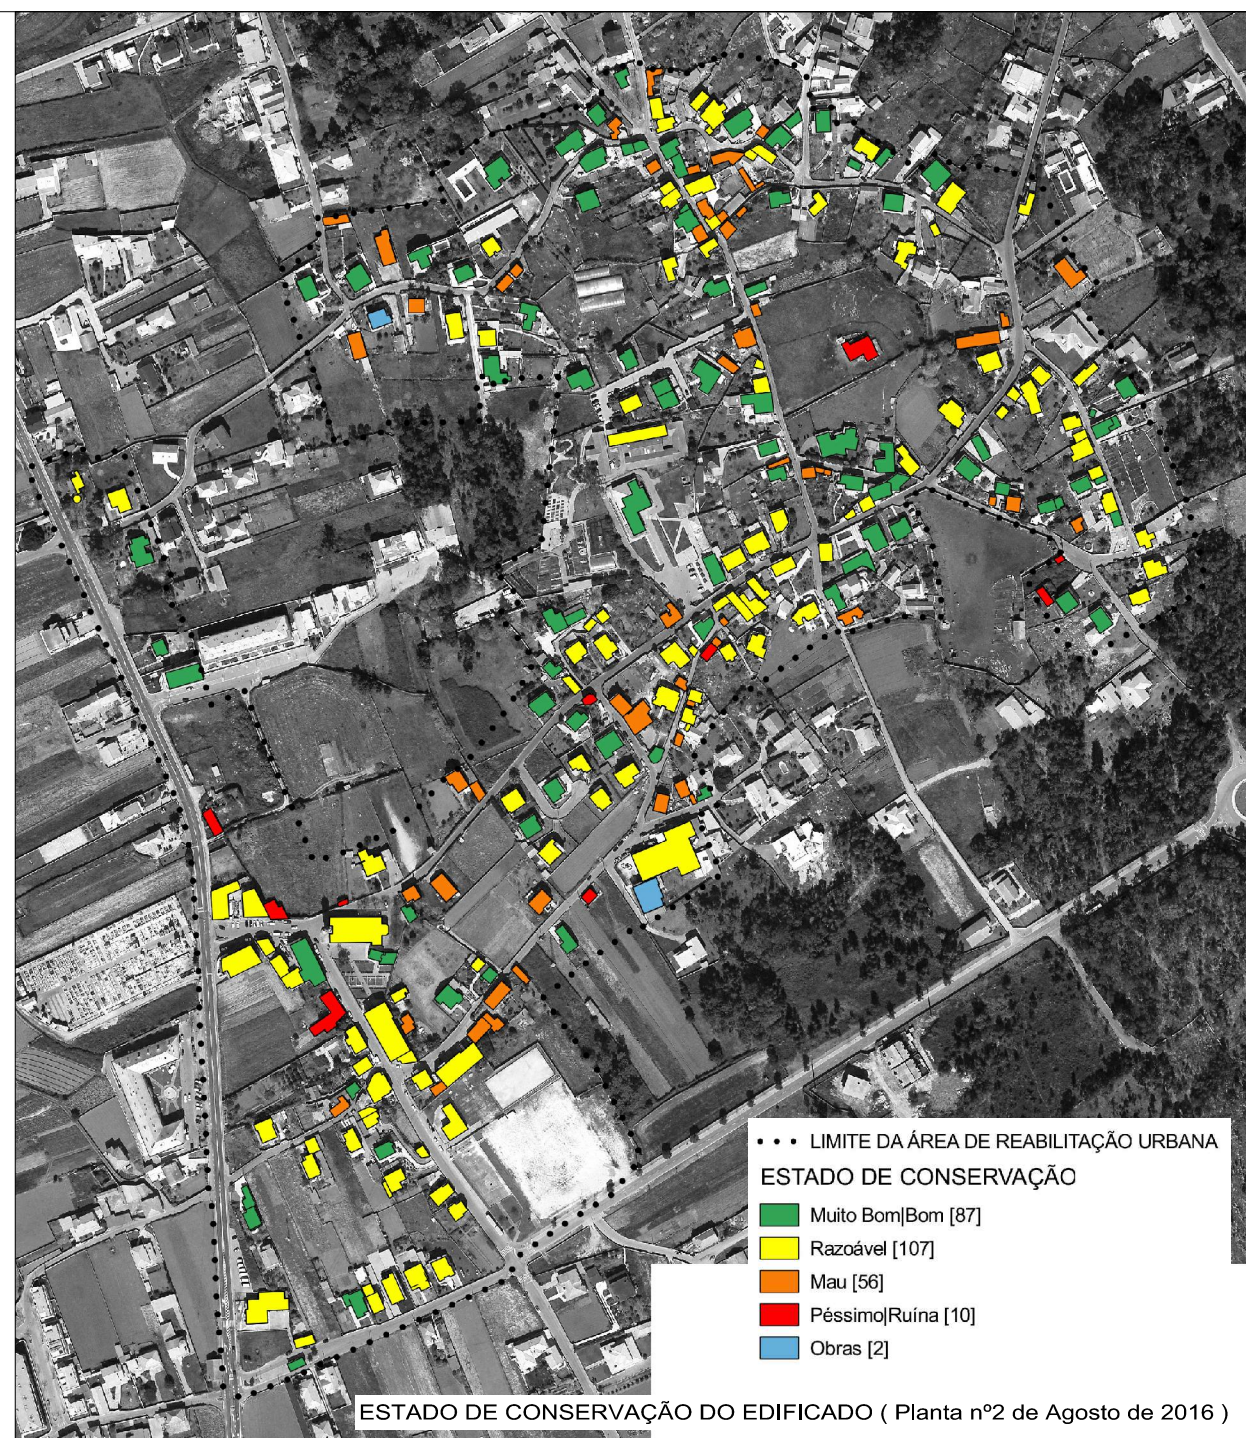 LIMITE DA ÁREA DE REABILITAÇÃO URBANA
ESTADO DE CONSERVAÇÃO
Muito Bom|Bom [87]
Razoável [107]
Mau [56]
Péssimo|Ruína [10]
Obras [2]
ESTADO DE CONSERVAÇÃO DO EDIFICADO ( Planta nº2 de Agosto de 2016 )